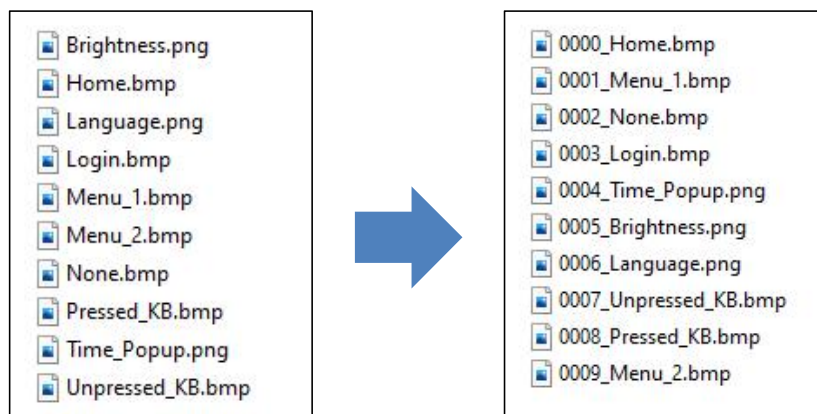 Brightness.png
Home.bmp
Language.png
Login.bmp
Menu_1.bmp
Menu_2.bmp
None.bmp
Pressed_KB.bmp
Time_Popup.png
Unpressed_KB.bmp
0000_Home.bmp
0001_Menu_1.bmp
0002_None.bmp
0003_Login.bmp
0004_Time_Popup.png
0005_Brightness.png
0006_Language.png
0007_Unpressed_KB.bmp
0008_Pressed_KB.bmp
0009_Menu_2.bmp